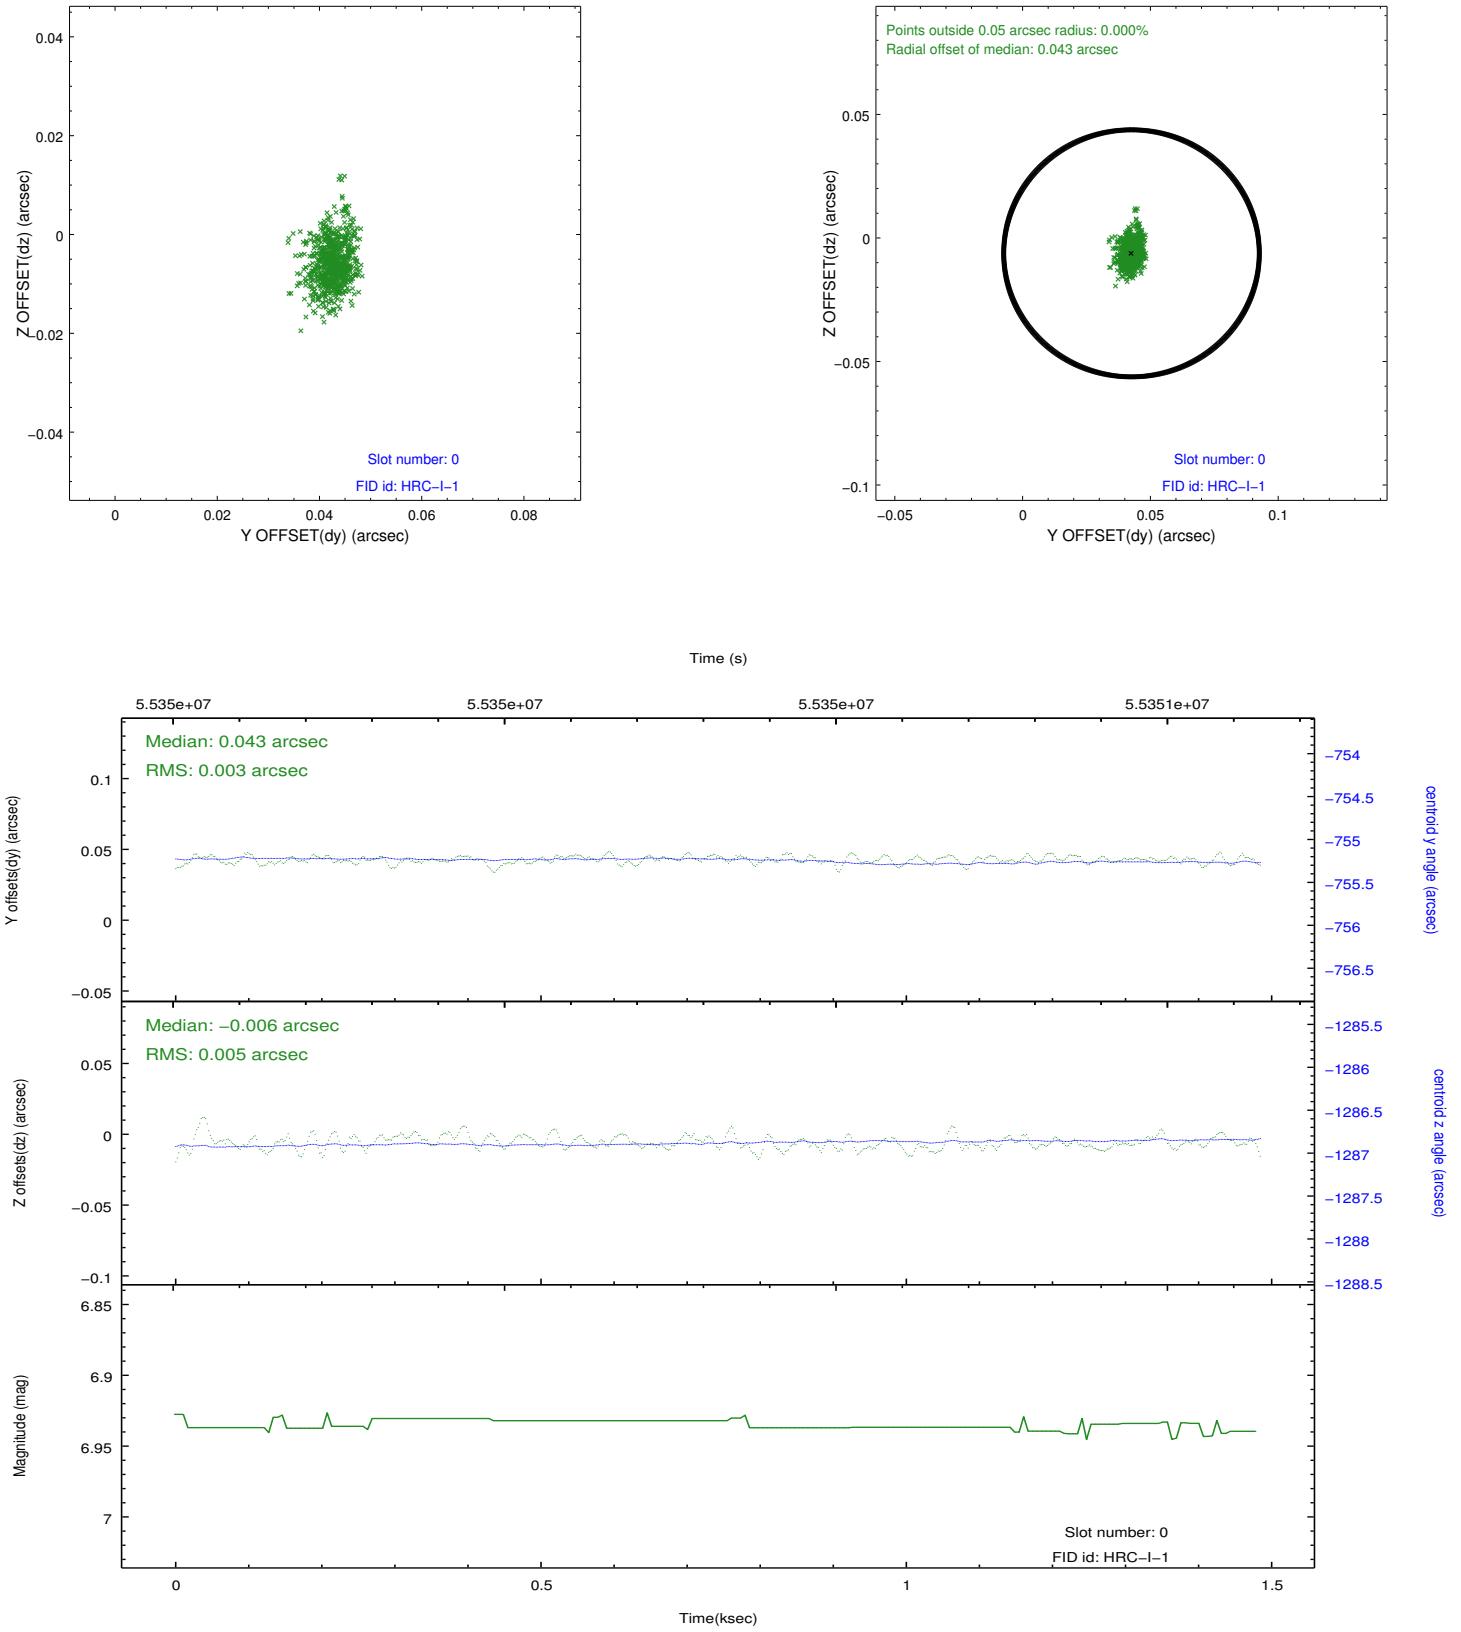 0.04
0.02
0
−0.02
−0.04
Z OFFSET(dz) (arcsec)
Slot number: 0
FID id: HRC−I−1
0
0.02
0.04
0.06
0.08
Y OFFSET(dy) (arcsec)
Points outside 0.05 arcsec radius: 0.000%
Radial offset of median: 0.043 arcsec
0.05
0
−0.05
−0.1
Z OFFSET(dz) (arcsec)
Slot number: 0
FID id: HRC−I−1
−0.05
0
0.05
0.1
Y OFFSET(dy) (arcsec)
Time (s)
5.535e+07
5.535e+07
5.535e+07
5.5351e+07
Median: 0.043 arcsec
RMS: 0.003 arcsec
0.1
0.05
0
−0.05
Y offsets(dy) (arcsec)
−754
−754.5
−755
−755.5
−756
−756.5
centroid y angle (arcsec)
Median: −0.006 arcsec
RMS: 0.005 arcsec
0.05
0
−0.05
−0.1
Z offsets(dz) (arcsec)
−1285.5
−1286
−1286.5
−1287
−1287.5
−1288
−1288.5
centroid z angle (arcsec)
6.85
6.9
6.95
7
Magnitude (mag)
Slot number: 0
FID id: HRC−I−1
0
0.5
1
1.5
Time(ksec)